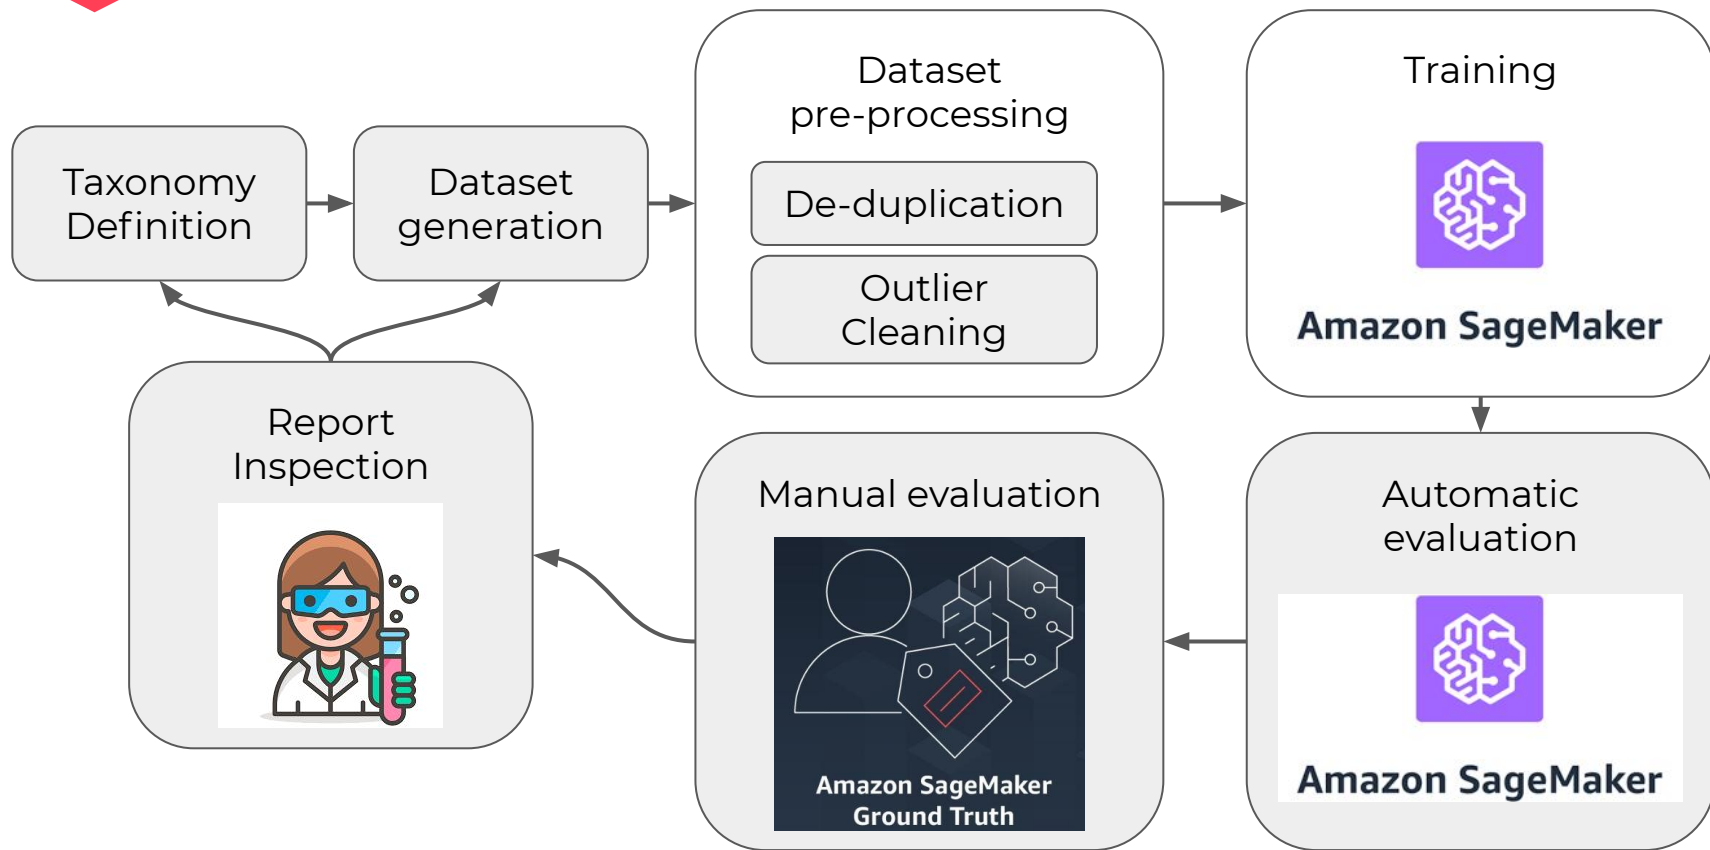 Taxonomy
Definition
Dataset
generation
Dataset
pre-processing
De-duplication
Outlier
Cleaning
Training
Amazon SageMaker
Automatic
evaluation
Amazon SageMaker
Manual evaluation
Amazon SageMaker
Ground Truth
Report
Inspection